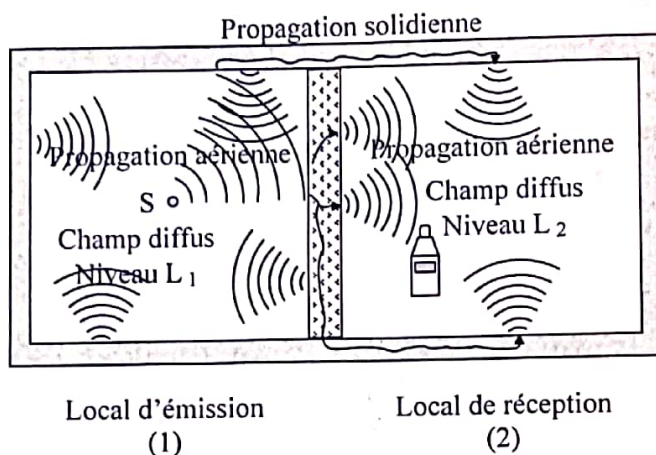 Propagation solidienne
Propagation aérienne
S
Champ diffus
Niveau L 1
Propagation aérienne
Champ diffus
Niveau L 2
Local d'émission
(1)
Local de réception
(2)